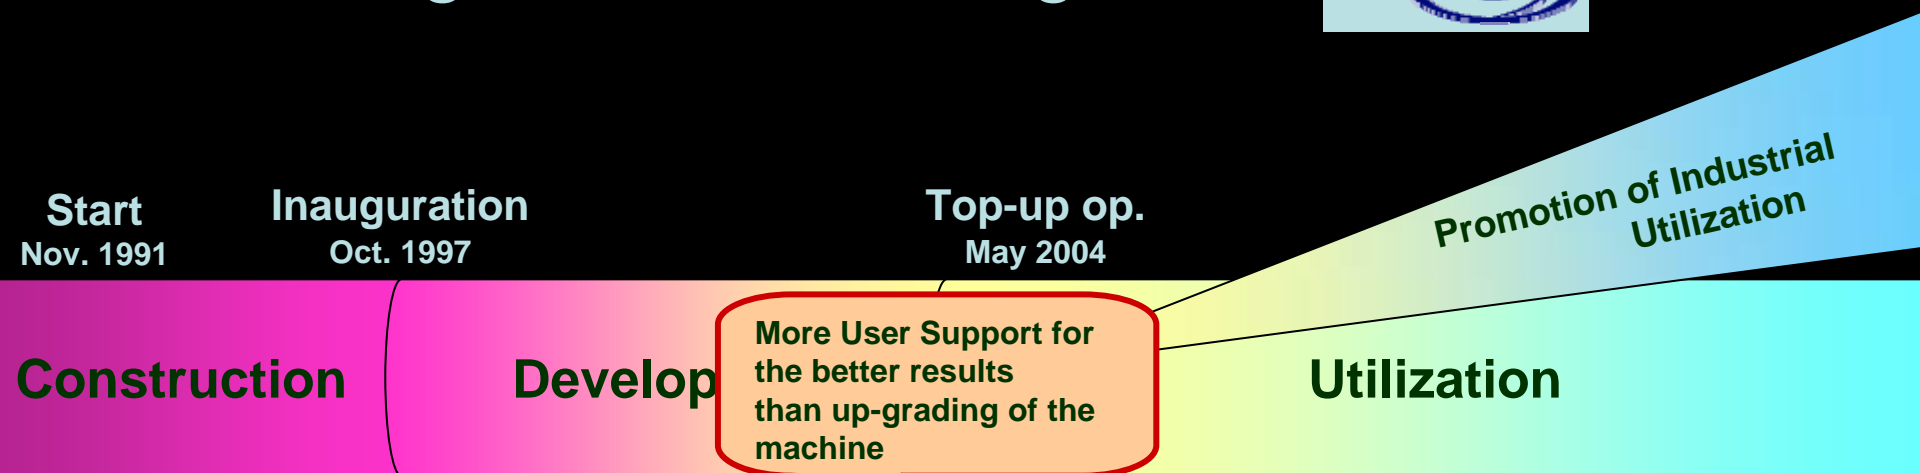 Start
Nov. 1991
Inauguration
Oct. 1997
Top-up op.
May 2004
Promotion of Industrial
Utilization
Construction
Develop
More User Support for
the better results
than up-grading of the
machine
Utilization